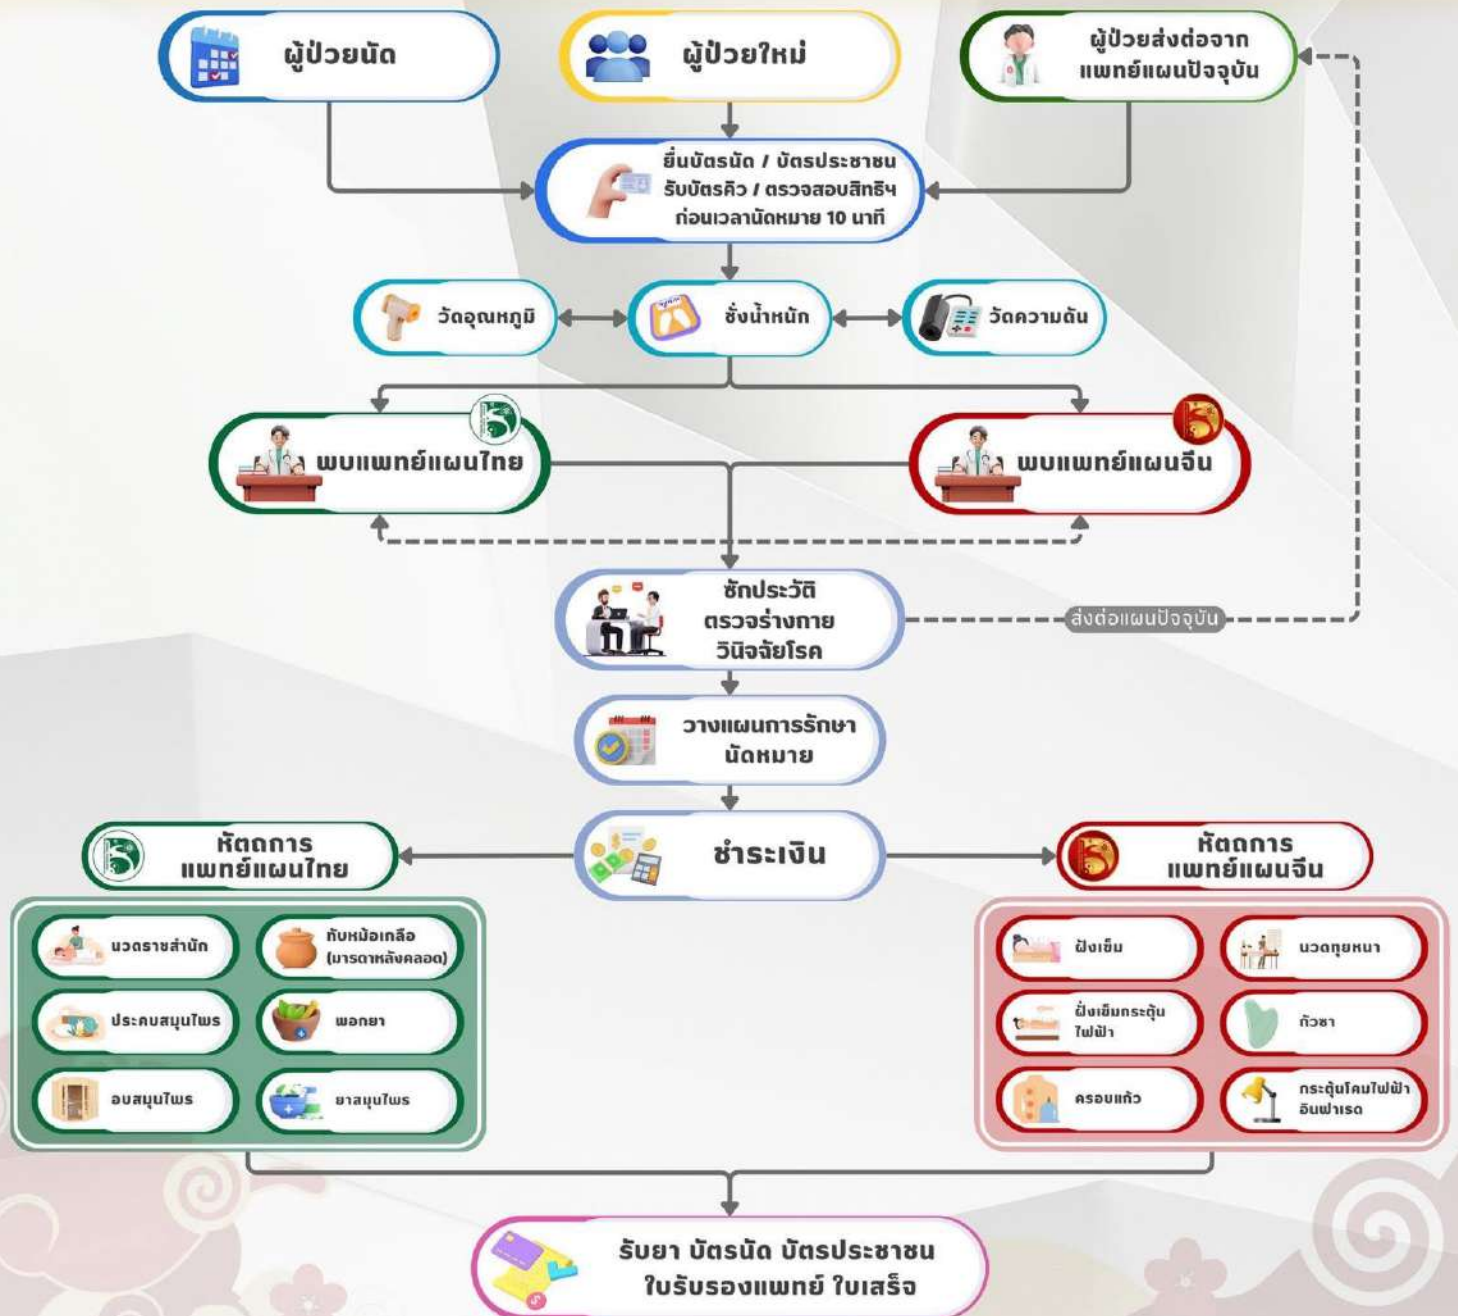 ผู้ป่วยนัด
ผู้ป่วยใหม่
ผู้ป่วยส่งต่อจาก
แพทย์แผนปัจจุบัน
ยื่นบัตรนัด / บัตรประชาชน
รับบัตรคิว / ตรวจสอบสิทธิฯ
ก่อนเวลานัดหมาย 10 นาที
วัดอุณหภูมิ
ชั่งน้ำหนัก
วัดความดัน
พบแพทย์แผนไทย
พบแพทย์แผนจีน
ซักประวัติ
ตรวจร่างกาย
วินิจฉัยโรค
ส่งต่อแผนปัจจุบัน
วางแผนการรักษา
นัดหมาย
ชำระเงิน
หัตถการ
แพทย์แผนไทย
หัตถการ
แพทย์แผนจีน
นวดราชสำนัก
ทับหม้อเกลือ
(มารดาหลังคลอด)
ประคบสมุนไพร
พอกยา
อบสมุนไพร
ยาสมุนไพร
ฝังเข็ม
นวดทุยหนา
ฝั่งเข็มกระตุ้น
ไฟฟ้า
กัวซา
ครอบแก้ว
กระตุ้นโคมไฟฟ้า
อินฟาเรด
รับยา บัตรนัด บัตรประชาชน
ใบรับรองแพทย์ ใบเสร็จ